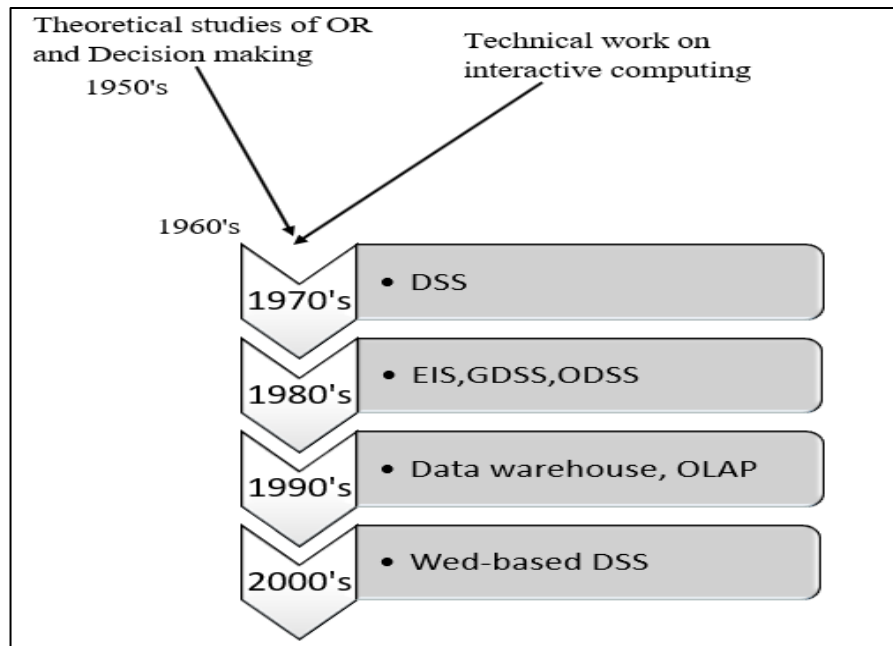 Theoretical studies of OR
and Decision making
1950's
Technical work on
interactive computing
1960's
1970's
• DSS
1980's
• EIS,GDSS,ODSS
1990's
• Data warehouse, OLAP
2000's
• Wed-based DSS